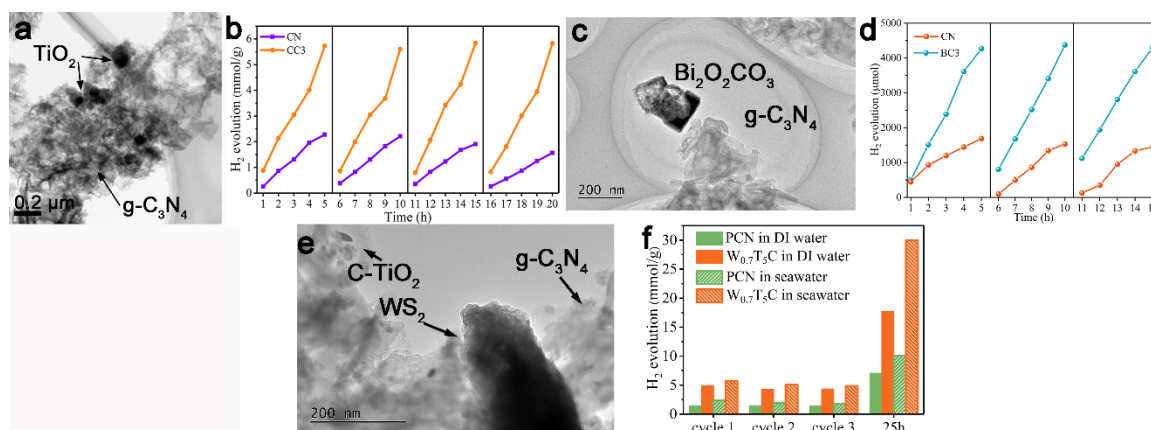 a
TiO₂
g-C₃N₄
0.2 μm
b
CN
CC3
H₂ evolution (mmol/g)
6
5
4
3
2
1
0
1 2 3 4 5 6 7 8 9 10 11 12 13 14 15 16 17 18 19 20
Time (h)
c
Bi₂O₂CO₃
g-C₃N₄
200 nm
d
CN
BC3
H₂ evolution (μmol)
5000
4000
3000
1000
0
1 2 3 4 5 6 7 8 9 10 11 12 13 14
Time (h)
e
C-TiO₂
WS₂
g-C₃N₄
200 nm
f
PCN in DI water
W₀.₇T₅C in DI water
PCN in seawater
W₀.₇T₅C in seawater
H₂ evolution (mmol/g)
30
25
20
15
10
5
0
cycle 1 cycle 2 cycle 3 25h